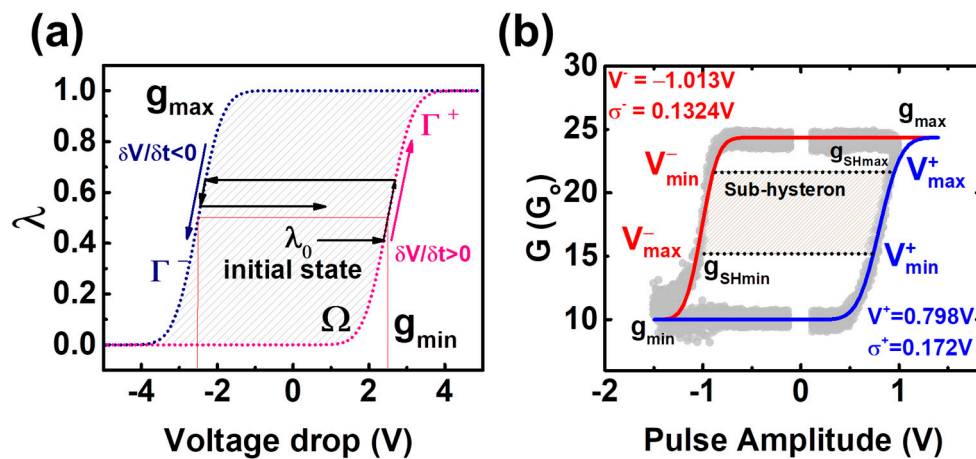 (a)
1.0
0.8
0.6
0.4
0.2
0.0
λ
-4
-2
0
2
4
Voltage drop (V)
g_max
Γ⁺
δV/δt<0
λ₀
initial state
δV/δt>0
Γ⁻
Ω
g_min
(b)
30
25
20
15
10
G (G_o)
-2
-1
0
1
Pulse Amplitude (V)
V⁻ = −1.013V
σ⁻ = 0.1324V
g_max
g_SHmax
V⁻_min
V⁺_max
Sub-hysteron
V⁻_max
V⁺_min
g_SHmin
g_min
V⁺=0.798V
σ⁺=0.172V